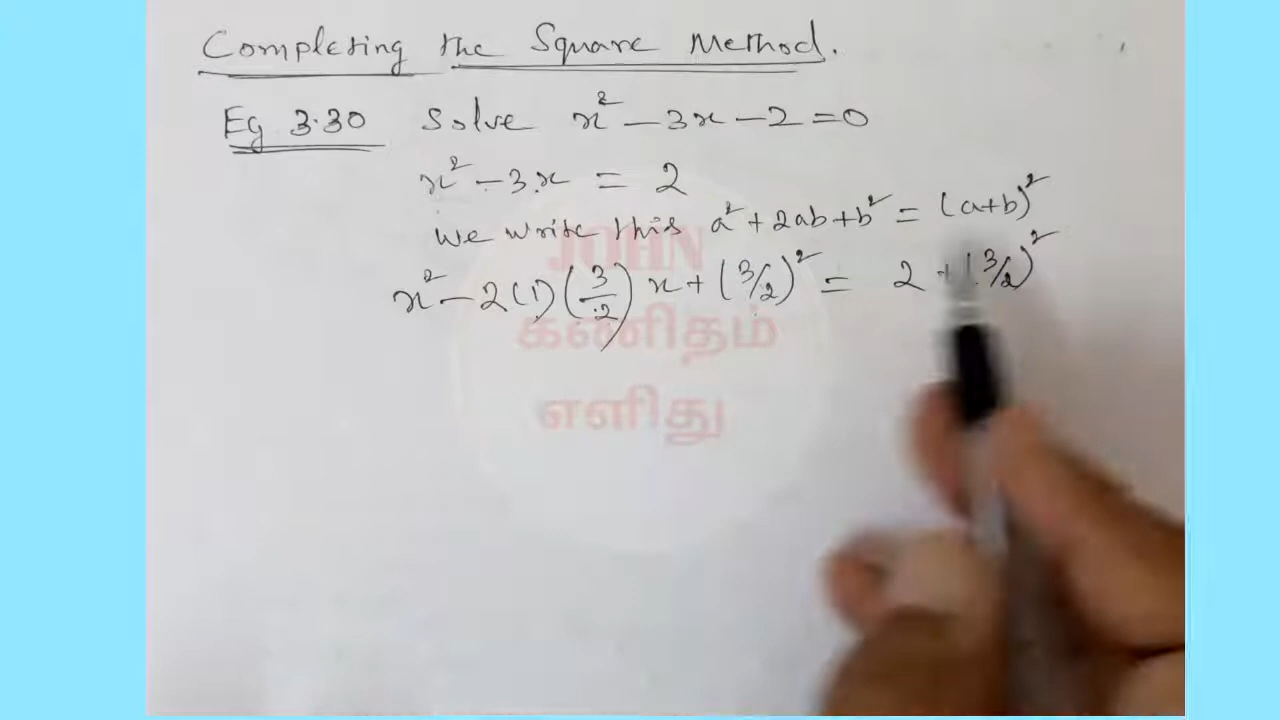 Completing the Square Method.
Eg 3.30 Solve x² - 3x - 2 = 0
x² - 3x = 2
We write this a² + 2ab + b² = (a+b)²
x² - 2(1)(3/2) x + (3/2)² = 2 + (3/2)²
JOHN
கணிதம்
எளிது